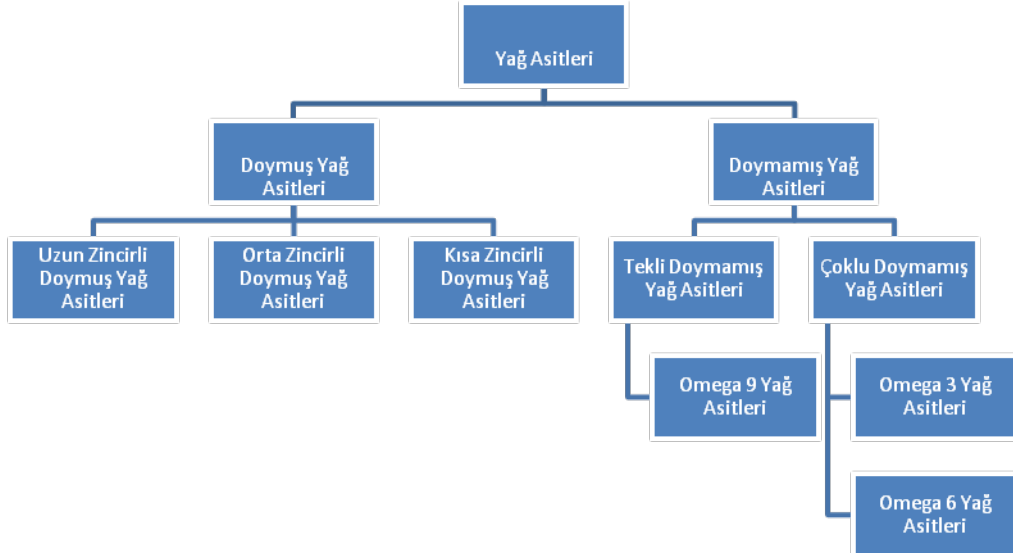 Yağ Asitleri
Doymuş Yağ
Asitleri
Doymamış Yağ
Asitleri
Uzun Zincirli
Doymuş Yağ
Asitleri
Orta Zincirli
Doymuş Yağ
Asitleri
Kısa Zincirli
Doymuş Yağ
Asitleri
Tekli Doymamış
Yağ Asitleri
Çoklu Doymamış
Yağ Asitleri
Omega 9 Yağ
Asitleri
Omega 3 Yağ
Asitleri
Omega 6 Yağ
Asitleri